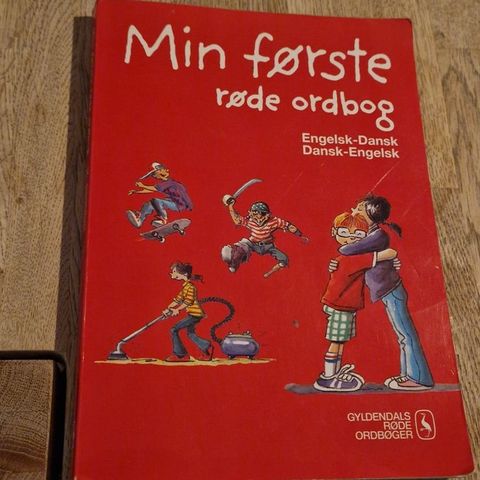 Min første
røde ordbog
Engelsk-Dansk
Dansk-Engelsk
GYLDENDALS
RØDE
ORDBØGER